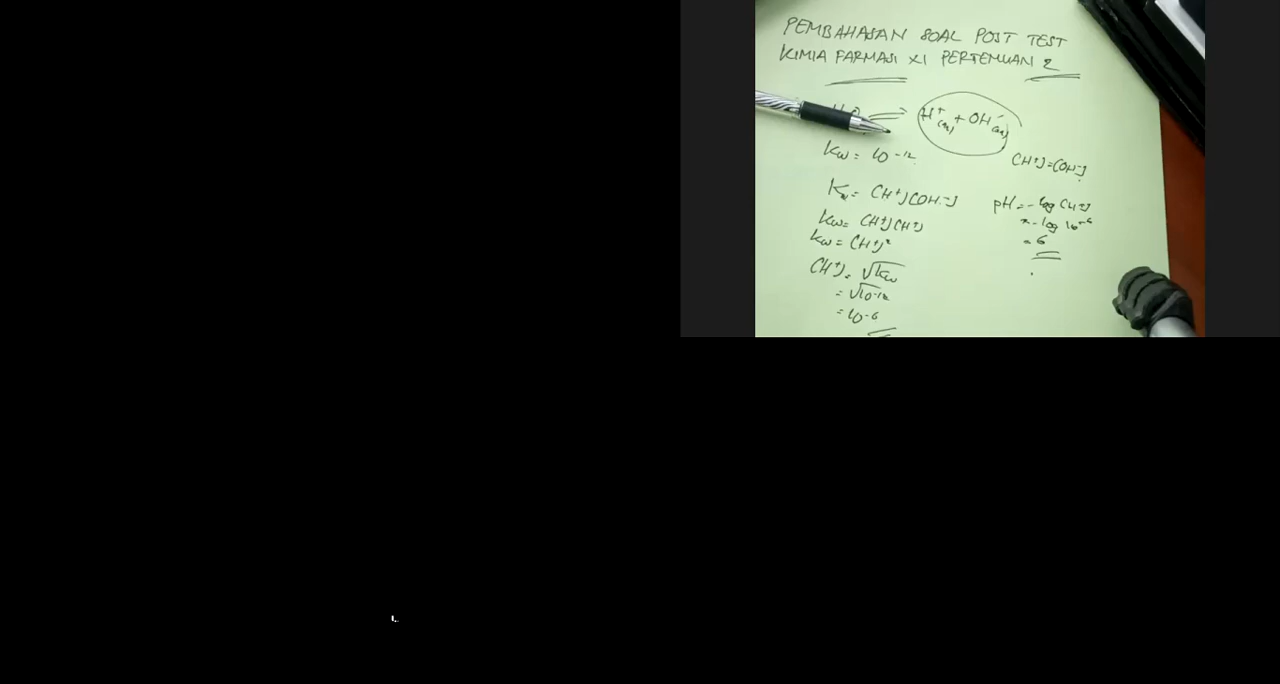 PEMBAHASAN SOAL POST TEST
KIMIA FARMASI XI PERTEMUAN 2
⇌ H⁺(aq) + OH⁻(aq)
Kw = 10⁻¹²
[H⁺] = [OH⁻]
Kw = [H⁺][OH⁻]
Kw = [H⁺][H⁺]
Kw = [H⁺]²
[H⁺] = √Kw
= √10⁻¹²
= 10⁻⁶
pH = - log [H⁺]
= - log 10⁻⁶
= 6